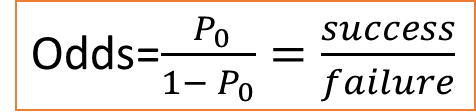 Odds=P₀/1− P₀ = success/failure